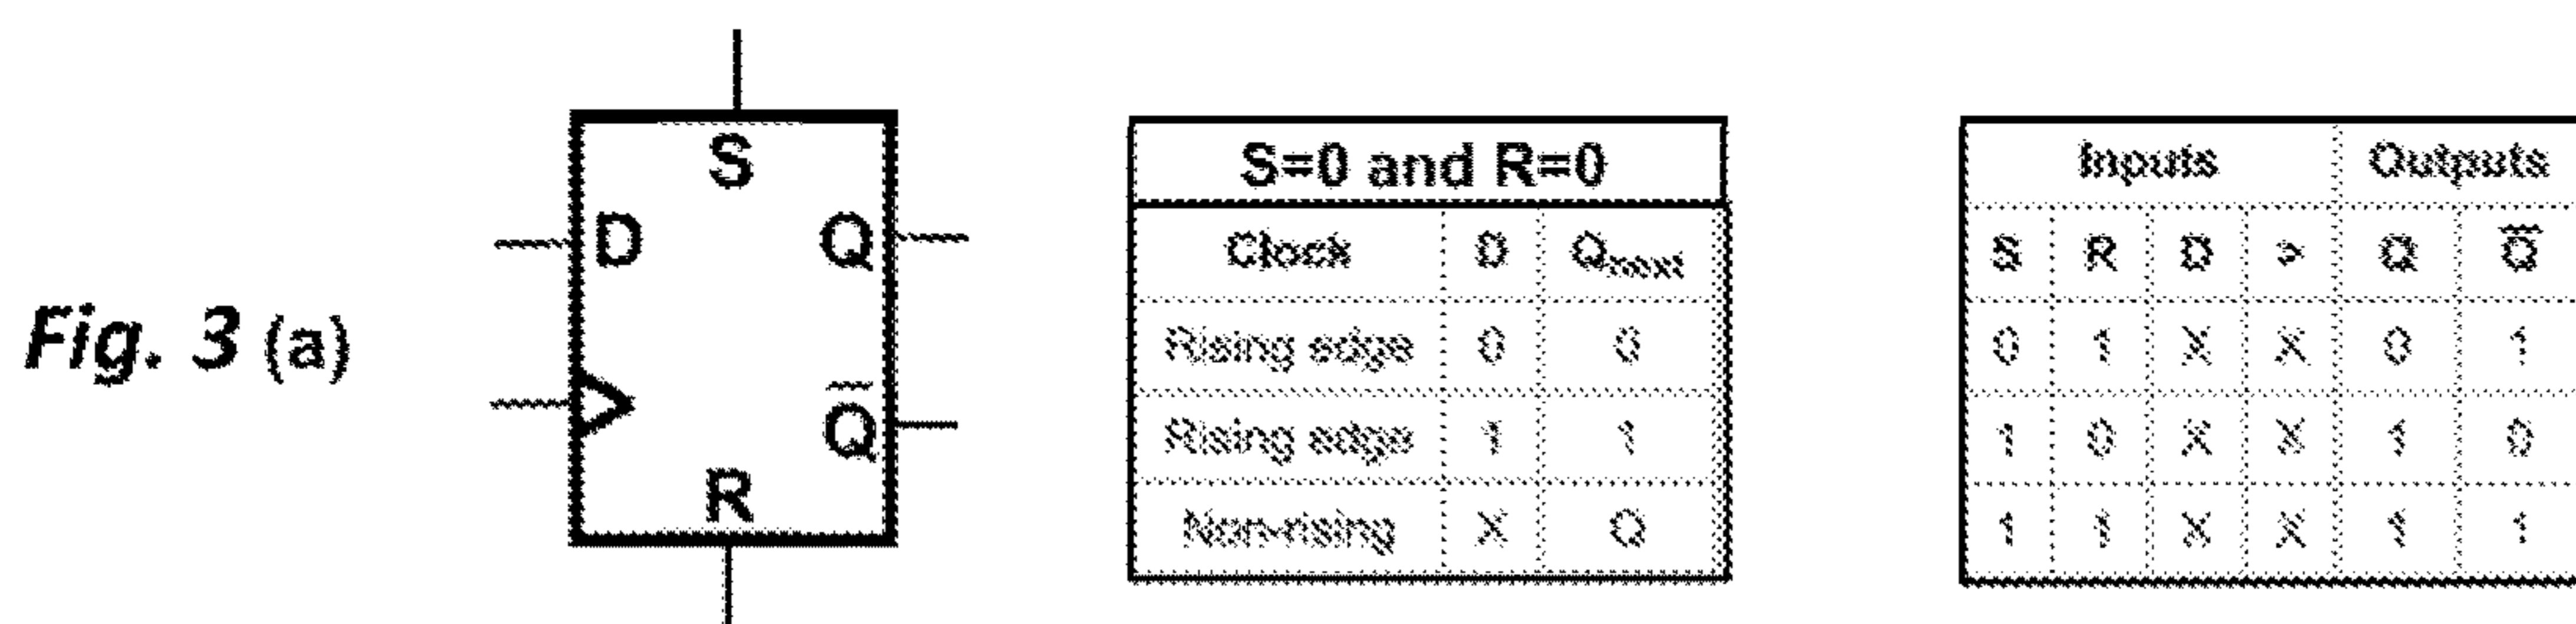 Fig. 3 (a)
S
D Q
Q̅
R
S=0 and R=0
Clock D Qnext
Rising edge 0 0
Rising edge 1 1
Non-rising X Q
Inputs Outputs
S R D > Q Q̅
0 1 X X 0 1
1 0 X X 1 0
1 1 X X 1 1